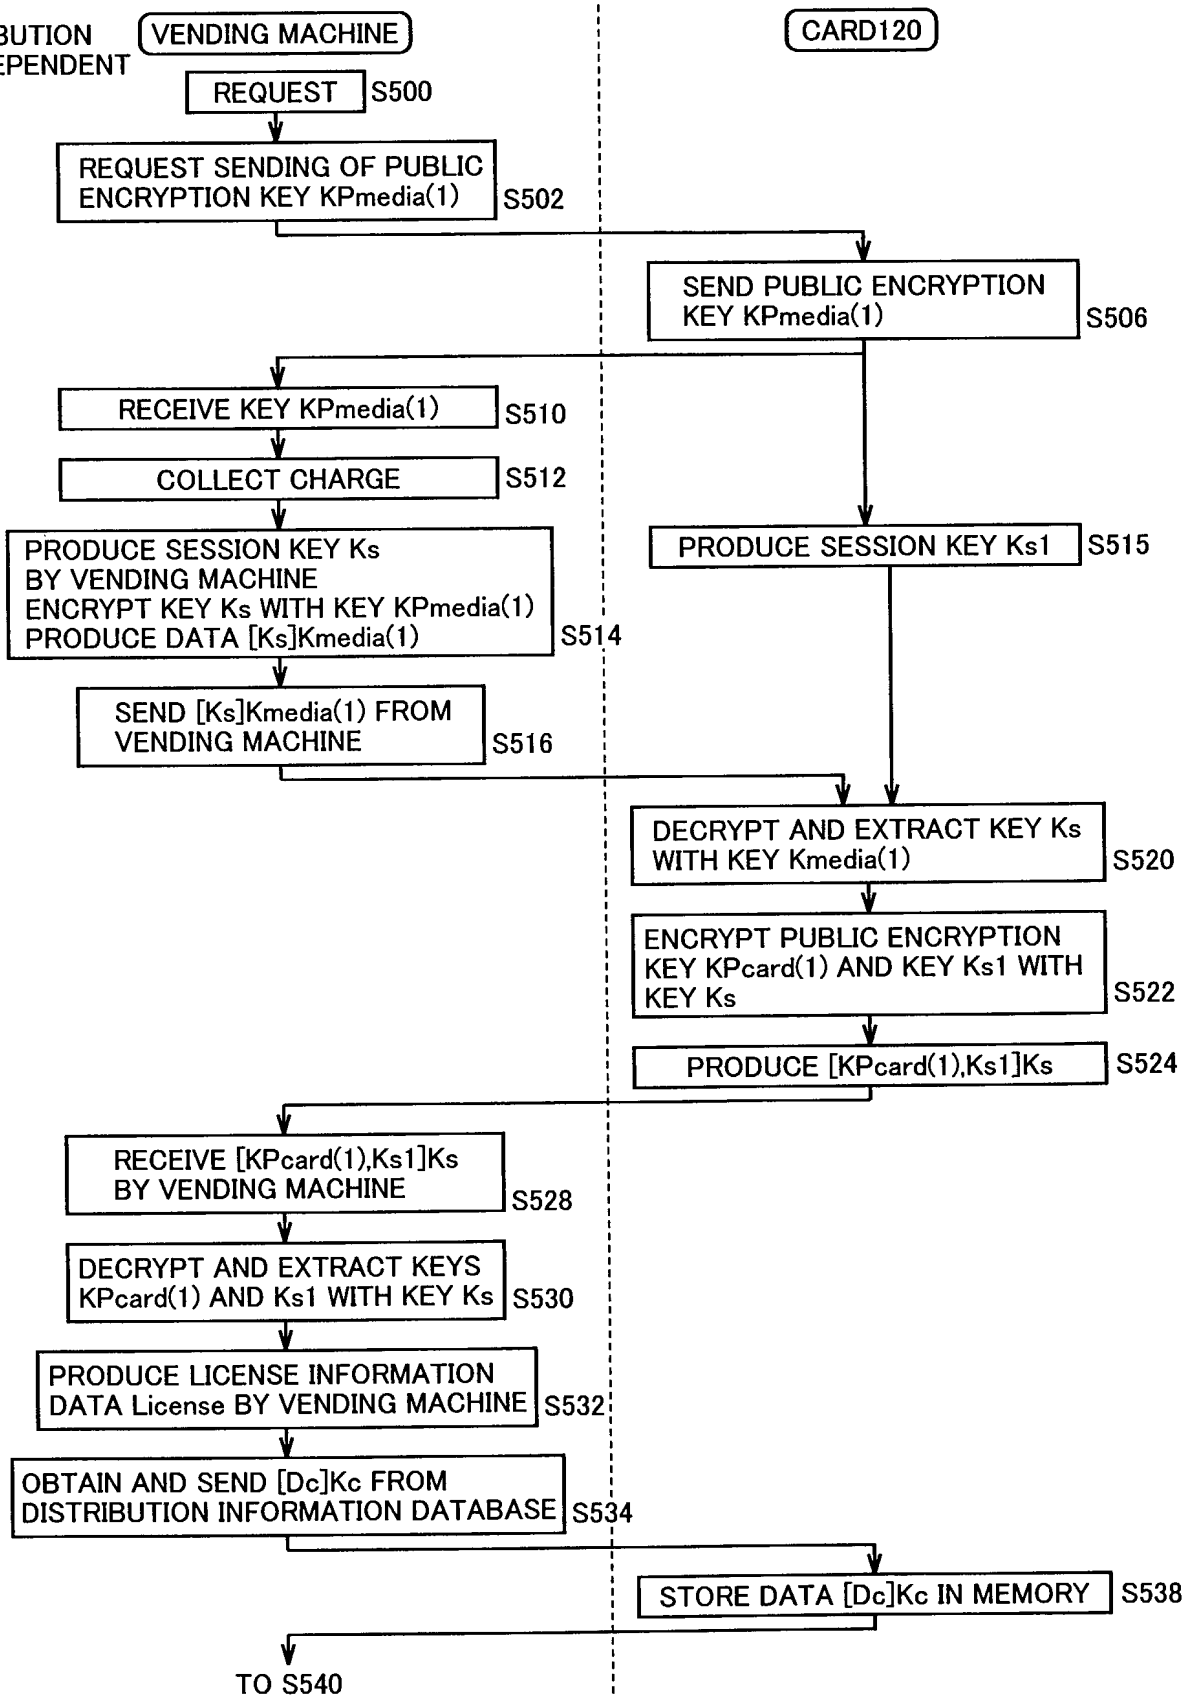 VENDING MACHINE
CARD120
REQUEST
S500
REQUEST SENDING OF PUBLIC
ENCRYPTION KEY KPmedia(1)
S502
SEND PUBLIC ENCRYPTION
KEY KPmedia(1)
S506
RECEIVE KEY KPmedia(1)
S510
COLLECT CHARGE
S512
PRODUCE SESSION KEY Ks
BY VENDING MACHINE
ENCRYPT KEY Ks WITH KEY KPmedia(1)
PRODUCE DATA [Ks]Kmedia(1)
S514
PRODUCE SESSION KEY Ks1
S515
SEND [Ks]Kmedia(1) FROM
VENDING MACHINE
S516
DECRYPT AND EXTRACT KEY Ks
WITH KEY Kmedia(1)
S520
ENCRYPT PUBLIC ENCRYPTION
KEY KPcard(1) AND KEY Ks1 WITH
KEY Ks
S522
PRODUCE [KPcard(1),Ks1]Ks
S524
RECEIVE [KPcard(1),Ks1]Ks
BY VENDING MACHINE
S528
DECRYPT AND EXTRACT KEYS
KPcard(1) AND Ks1 WITH KEY Ks
S530
PRODUCE LICENSE INFORMATION
DATA License BY VENDING MACHINE
S532
OBTAIN AND SEND [Dc]Kc FROM
DISTRIBUTION INFORMATION DATABASE
S534
STORE DATA [Dc]Kc IN MEMORY
S538
TO S540